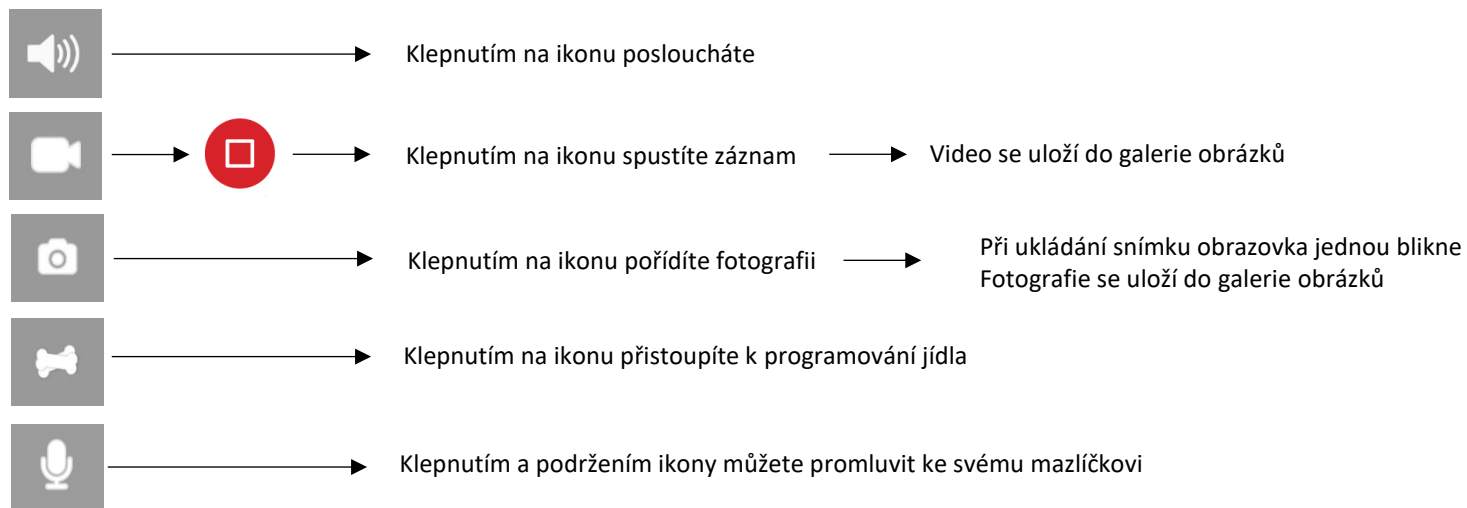 Klepnutím na ikonu posloucháte
Klepnutím na ikonu spustíte záznam
Video se uloží do galerie obrázků
Klepnutím na ikonu pořídíte fotografii
Při ukládání snímku obrazovka jednou blikne
Fotografie se uloží do galerie obrázků
Klepnutím na ikonu přistoupíte k programování jídla
Klepnutím a podržením ikony můžete promluvit ke svému mazlíčkovi